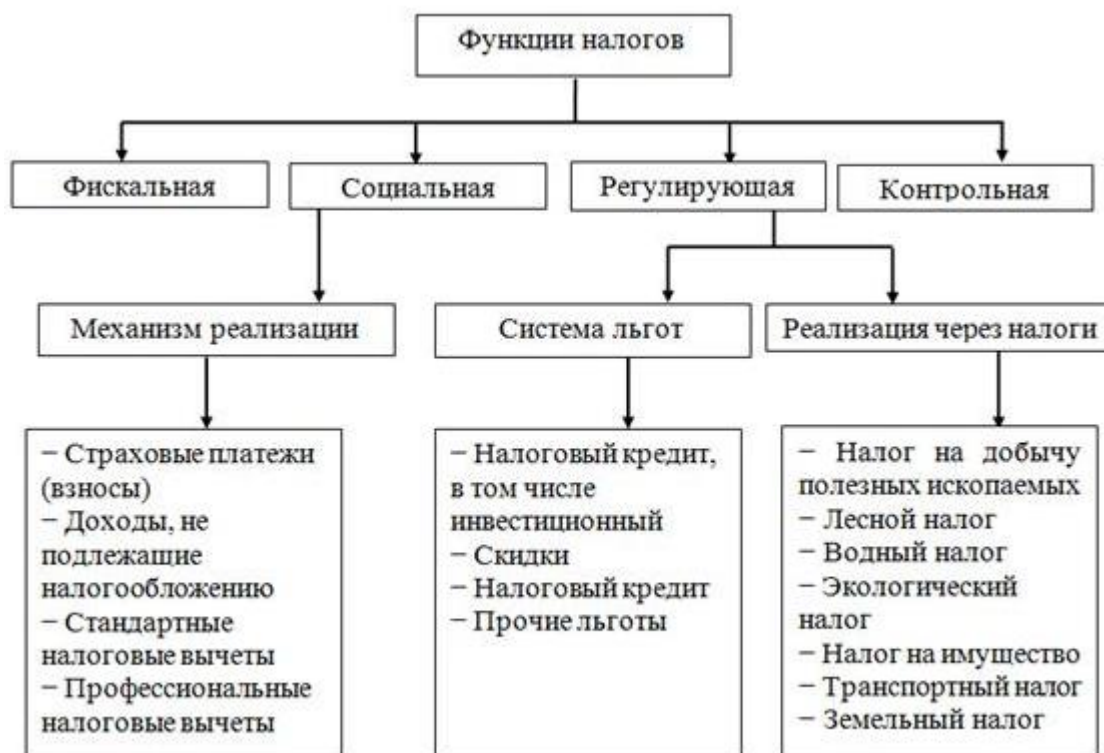 Функции налогов
Фискальная
Социальная
Регулирующая
Контрольная
Механизм реализации
Система льгот
Реализация через налоги
− Страховые платежи
(взносы)
− Доходы, не
подлежащие
налогообложению
− Стандартные
налоговые вычеты
− Профессиональные
налоговые вычеты
− Налоговый кредит,
в том числе
инвестиционный
− Скидки
− Налоговый кредит
− Прочие льготы
− Налог на добычу
полезных ископаемых
− Лесной налог
− Водный налог
− Экологический
налог
− Налог на имущество
− Транспортный налог
− Земельный налог